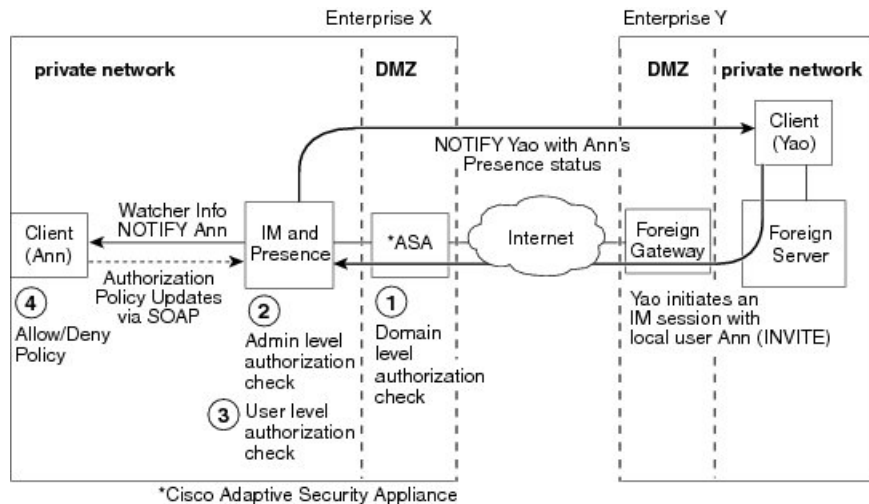 Enterprise X
Enterprise Y
private network
DMZ
DMZ
private network
Client
(Yao)
NOTIFY Yao with Ann's
Presence status
Client
(Ann)
Watcher Info
NOTIFY Ann
IM and
Presence
*ASA
Internet
Foreign
Gateway
Foreign
Server
Authorization
Policy Updates
via SOAP
4
Allow/Deny
Policy
2
Admin level
authorization
check
3
User level
authorization
check
1
Domain
level
authorization
check
Yao initiates an
IM session with
local user Ann (INVITE)
*Cisco Adaptive Security Appliance